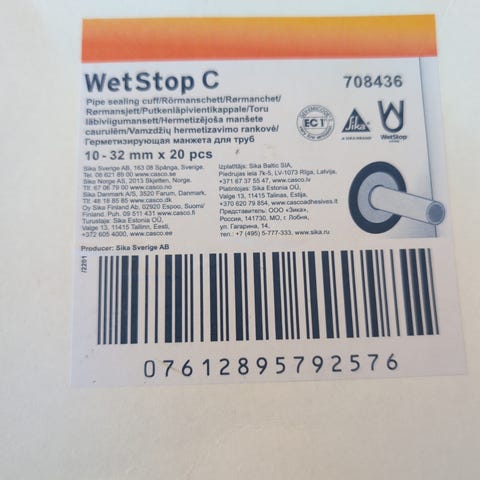 WetStop C
708436
Pipe sealing cuff/Rörmanschett/Rørmanchet/
Rørmansjett/Putkenläpivientikappale/Toru
läbiviigumansett/Hermetizējoša manšete
caurulēm/Vamzdžių hermetizavimo rankovė/
Герметизирующая манжета для труб
10 - 32 mm x 20 pcs
EC 1
Sika
A SIKA BRAND
WetStop
Sika Sverige AB, 163 08 Spånga, Sverige.
Tel. 08 621 89 00 www.casco.se
Sika Norge AS, 2013 Skjetten, Norge.
Tlf. 67 06 79 00 www.casco.no
Sika Danmark A/S, 3520 Farum, Danmark.
Tlf. 48 18 85 85 www.casco.dk
Oy Sika Finland Ab, 02920 Espoo, Suomi/
Finland. Puh. 09 511 431 www.casco.fi
Tarnija: Sika Estonia OÜ,
Valge 13, 11415 Tallinn, Eesti.
+372 605 4000, www.casco.ee
Izplatītājs: Sika Baltic SIA,
Piedrujas iela 7k-5, LV-1073 Rīga, Latvija,
+371 67 37 55 47, www.casco.lv
Platintojas: Sika Estonia OÜ,
Valge 13, 11415 Talinas, Estija.
+370 620 79 854, www.cascoadhesives.lt
Представитель: ООО "Зика",
Россия, 141730, МО, г. Лобня,
ул. Гагарина, 14.
тел.: +7 (495) 5-777-333, www.sika.ru
Producer: Sika Sverige AB
/2201
07612895792576